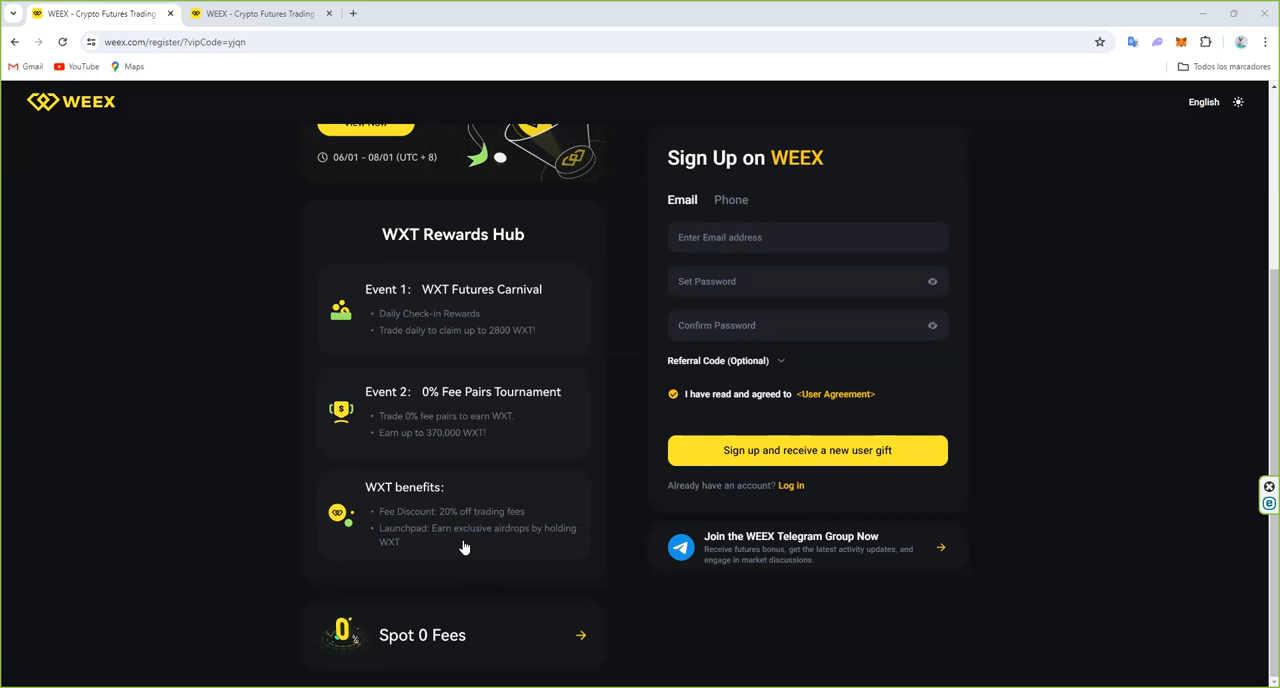 WEEX - Crypto Futures Trading
WEEX - Crypto Futures Trading
weex.com/register/?vipCode=yjqn
Gmail
YouTube
Maps
Todos los marcadores
WEEX
English
View Now
06/01 - 08/01 (UTC + 8)
WXT Rewards Hub
Event 1: WXT Futures Carnival
• Daily Check-in Rewards
• Trade daily to claim up to 2800 WXT!
Event 2: 0% Fee Pairs Tournament
• Trade 0% fee pairs to earn WXT.
• Earn up to 370,000 WXT!
WXT benefits:
• Fee Discount: 20% off trading fees
• Launchpad: Earn exclusive airdrops by holding
WXT
Spot 0 Fees
Sign Up on WEEX
Email Phone
Enter Email address
Set Password
Confirm Password
Referral Code (Optional)
I have read and agreed to <User Agreement>
Sign up and receive a new user gift
Already have an account? Log in
Join the WEEX Telegram Group Now
Receive futures bonus, get the latest activity updates, and
engage in market discussions